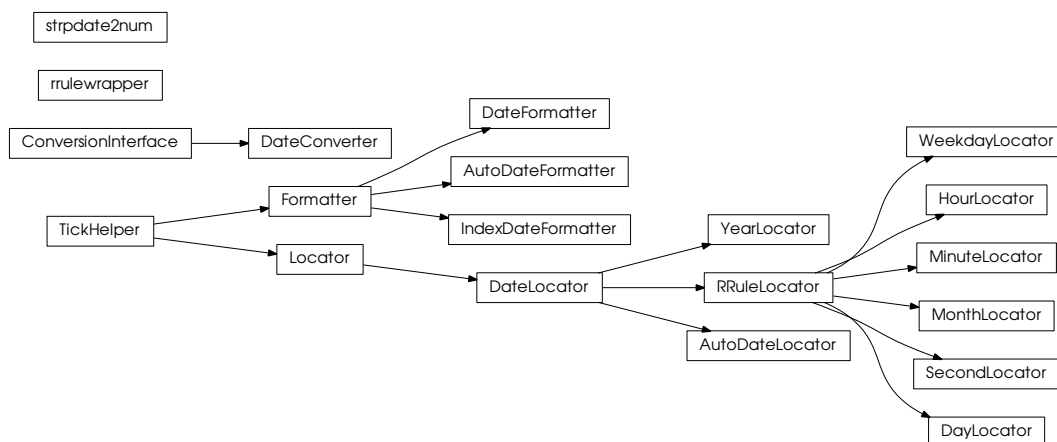 strpdate2num
rrulewrapper
ConversionInterface
DateConverter
DateFormatter
WeekdayLocator
AutoDateFormatter
Formatter
HourLocator
TickHelper
IndexDateFormatter
YearLocator
Locator
MinuteLocator
DateLocator
RRuleLocator
MonthLocator
AutoDateLocator
SecondLocator
DayLocator